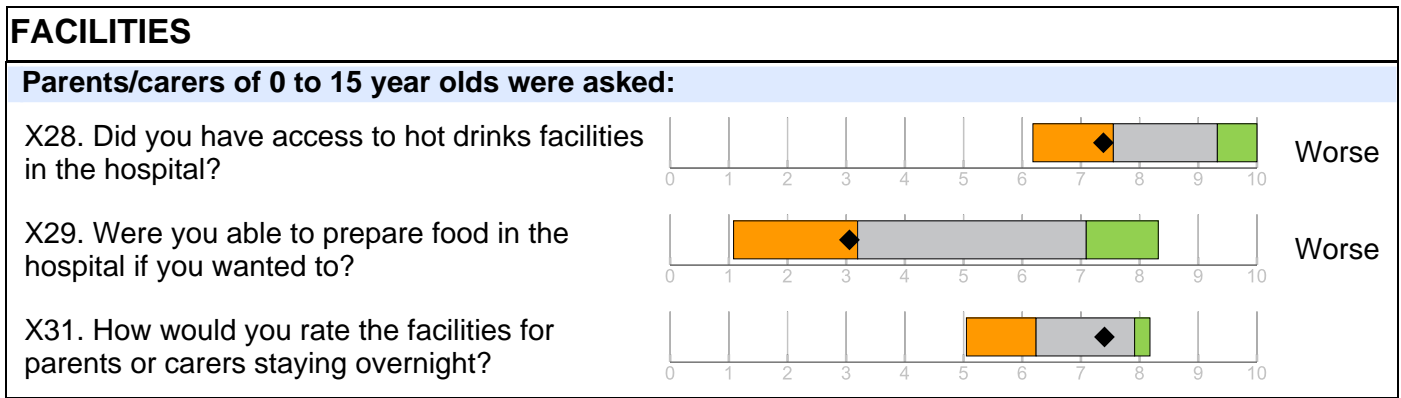 FACILITIES
Parents/carers of 0 to 15 year olds were asked:
X28. Did you have access to hot drinks facilities
in the hospital?
0 1 2 3 4 5 6 7 8 9 10
Worse
X29. Were you able to prepare food in the
hospital if you wanted to?
0 1 2 3 4 5 6 7 8 9 10
Worse
X31. How would you rate the facilities for
parents or carers staying overnight?
0 1 2 3 4 5 6 7 8 9 10